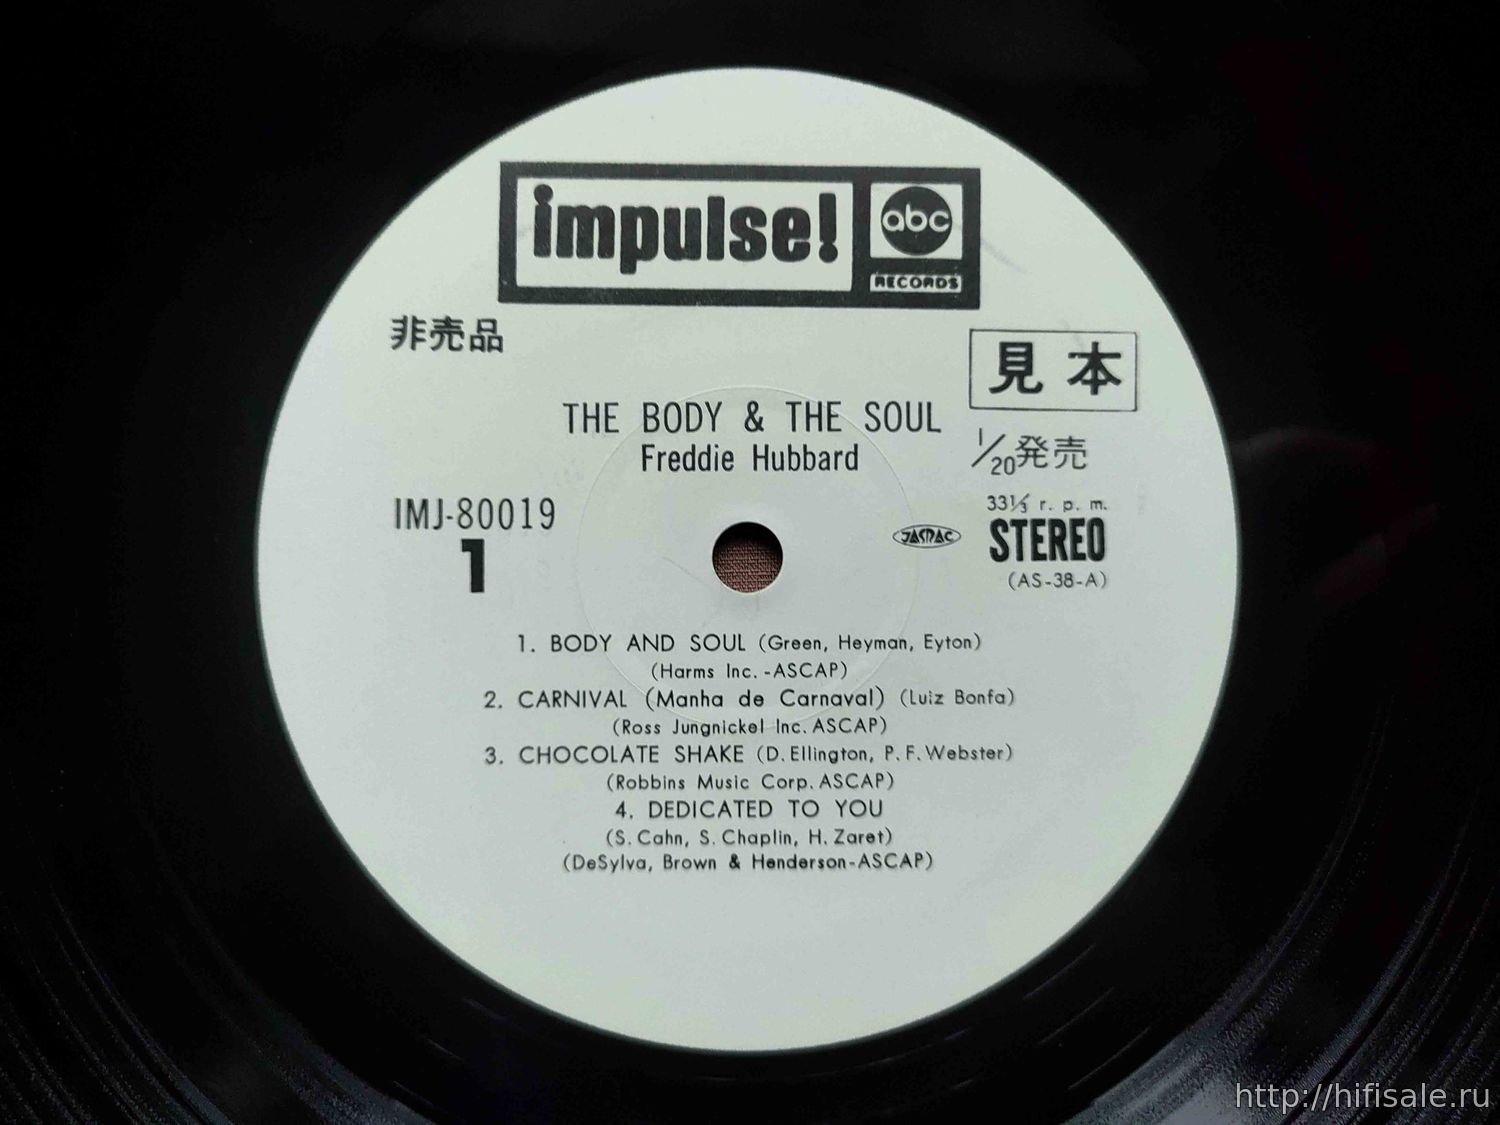 impulse! abc RECORDS
非売品
見本
THE BODY & THE SOUL
Freddie Hubbard
1/20発売
IMJ-80019
1
JASRAC
33⅓ r. p. m.
STEREO
(AS-38-A)
1. BODY AND SOUL (Green, Heyman, Eyton)
(Harms Inc. -ASCAP)
2. CARNIVAL (Manha de Carnaval) (Luiz Bonfa)
(Ross Jungnickel Inc. ASCAP)
3. CHOCOLATE SHAKE (D. Ellington, P. F. Webster)
(Robbins Music Corp. ASCAP)
4. DEDICATED TO YOU
(S. Cahn, S. Chaplin, H. Zaret)
(DeSylva, Brown & Henderson-ASCAP)
http://hifisale.ru